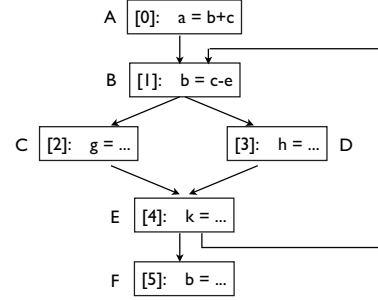 A [0]: a = b+c
B [1]: b = c-e
C [2]: g = ... [3]: h = ... D
E [4]: k = ...
F [5]: b = ...